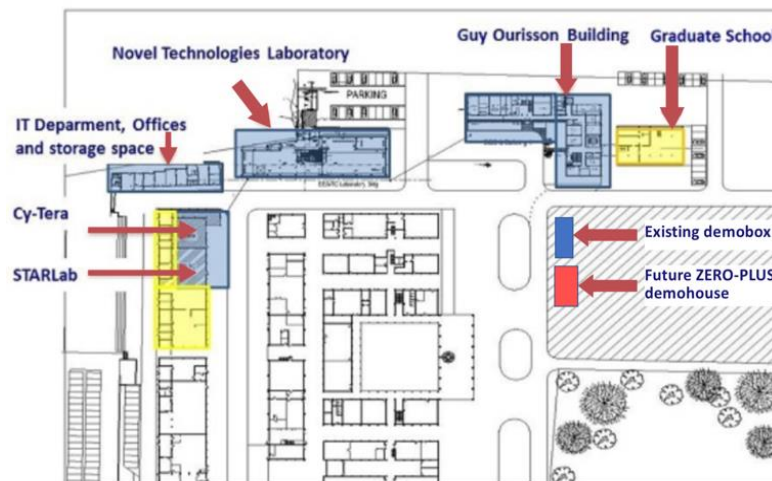 Guy Ourisson Building
Graduate School
Novel Technologies Laboratory
PARKING
IT Deparment, Offices
and storage space
Cy-Tera
STARLab
Existing demobox
Future ZERO-PLUS
demohouse